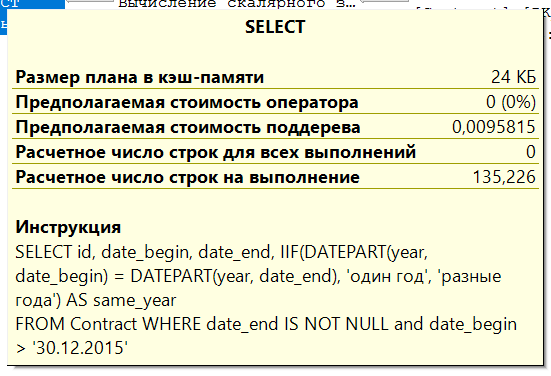 СТ
Вычисление скалярного з…
SELECT
Размер плана в кэш-памяти 24 КБ
Предполагаемая стоимость оператора 0 (0%)
Предполагаемая стоимость поддерева 0,0095815
Расчетное число строк для всех выполнений 0
Расчетное число строк на выполнение 135,226
Инструкция
SELECT id, date_begin, date_end, IIF(DATEPART(year,
date_begin) = DATEPART(year, date_end), 'один год', 'разные
года') AS same_year
FROM Contract WHERE date_end IS NOT NULL and date_begin
> '30.12.2015'